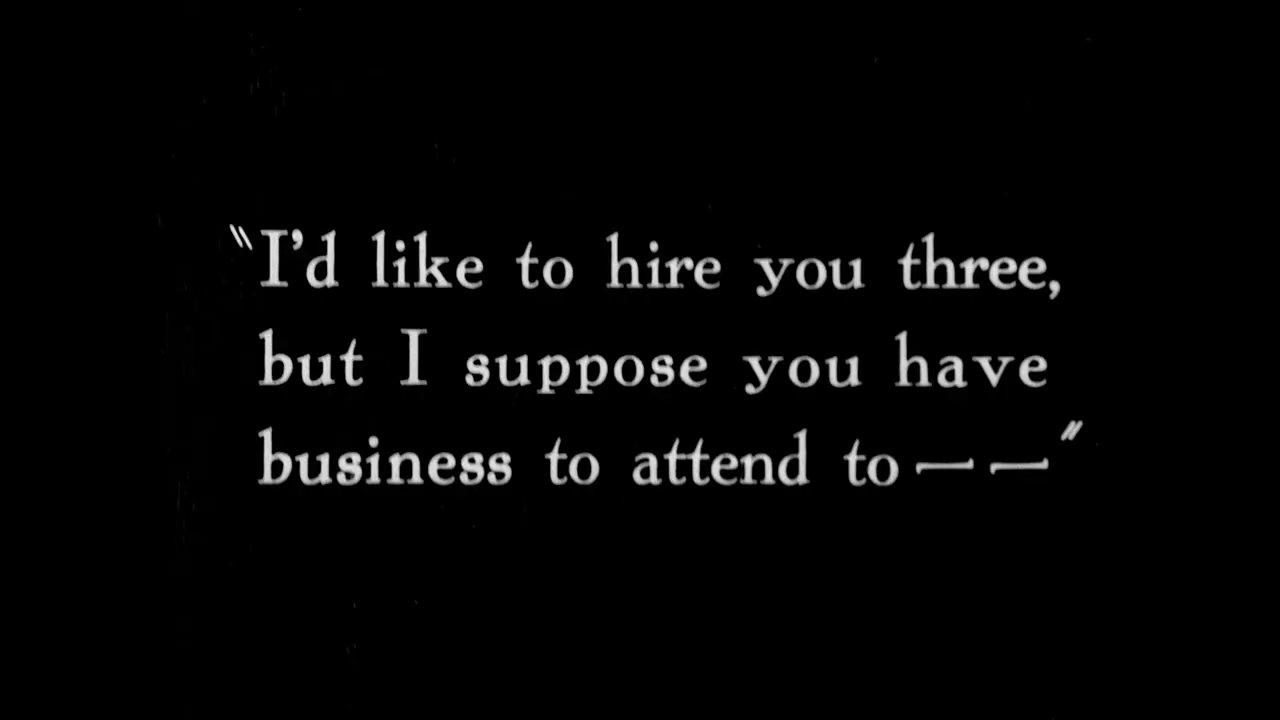 "I'd like to hire you three,
but I suppose you have
business to attend to — —"